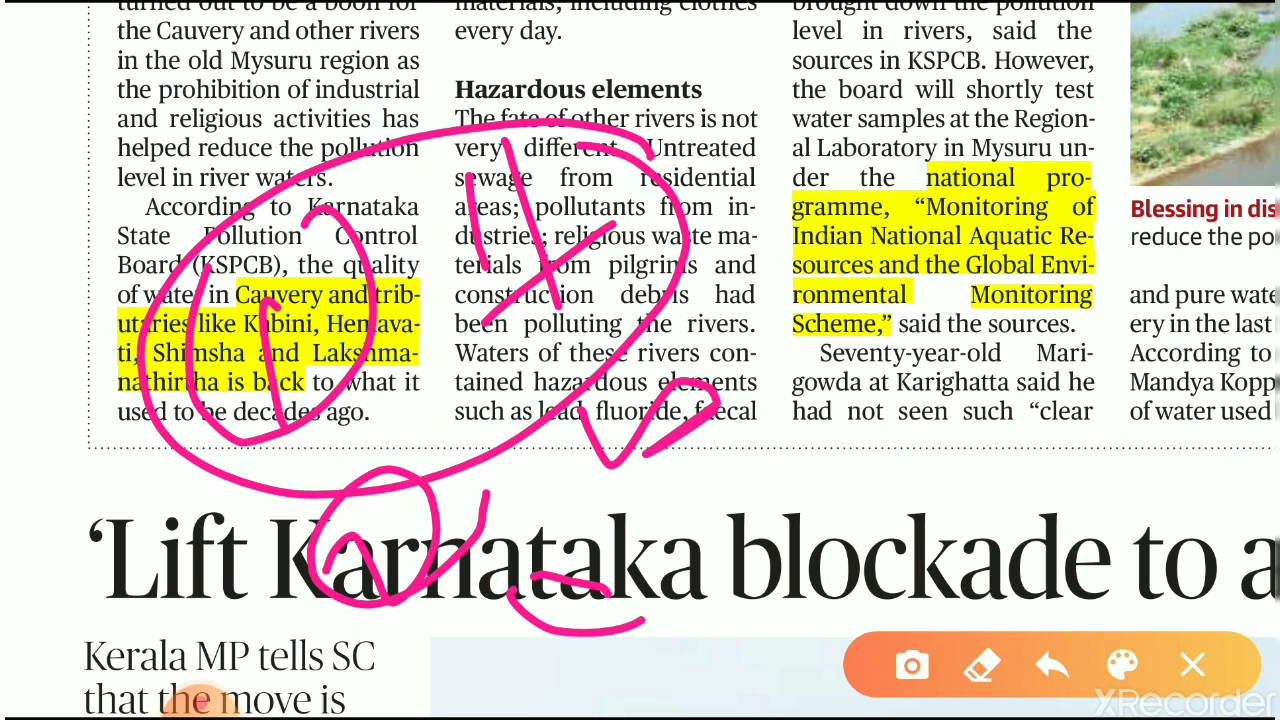 turned out to be a boon for
the Cauvery and other rivers
in the old Mysuru region as
the prohibition of industrial
and religious activities has
helped reduce the pollution
level in river waters.
According to Karnataka
State Pollution Control
Board (KSPCB), the quality
of water in Cauvery and trib-
utaries like Kabini, Hemava-
ti, Shimsha and Lakshma-
nathirtha is back to what it
used to be decades ago.
materials, including clothes
every day.
Hazardous elements
The fate of other rivers is not
very different. Untreated
sewage from residential
areas; pollutants from in-
dustries; religious waste ma-
terials from pilgrims and
construction debris had
been polluting the rivers.
Waters of these rivers con-
tained hazardous elements
such as lead, fluoride, faecal
brought down the pollution
level in rivers, said the
sources in KSPCB. However,
the board will shortly test
water samples at the Region-
al Laboratory in Mysuru un-
der the national pro-
gramme, “Monitoring of
Indian National Aquatic Re-
sources and the Global Envi-
ronmental Monitoring
Scheme,” said the sources.
Seventy-year-old Mari-
gowda at Karighatta said he
had not seen such “clear
Blessing in dis
reduce the po
and pure wate
ery in the last
According to
Mandya Kopp
of water used
‘Lift Karnataka blockade to a
Kerala MP tells SC
that the move is
XRecorder